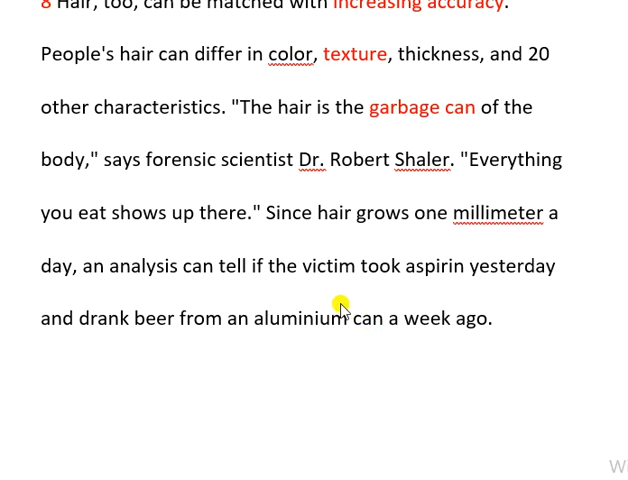 8 Hair, too, can be matched with increasing accuracy.
People's hair can differ in color, texture, thickness, and 20
other characteristics. "The hair is the garbage can of the
body," says forensic scientist Dr. Robert Shaler. "Everything
you eat shows up there." Since hair grows one millimeter a
day, an analysis can tell if the victim took aspirin yesterday
and drank beer from an aluminium can a week ago.